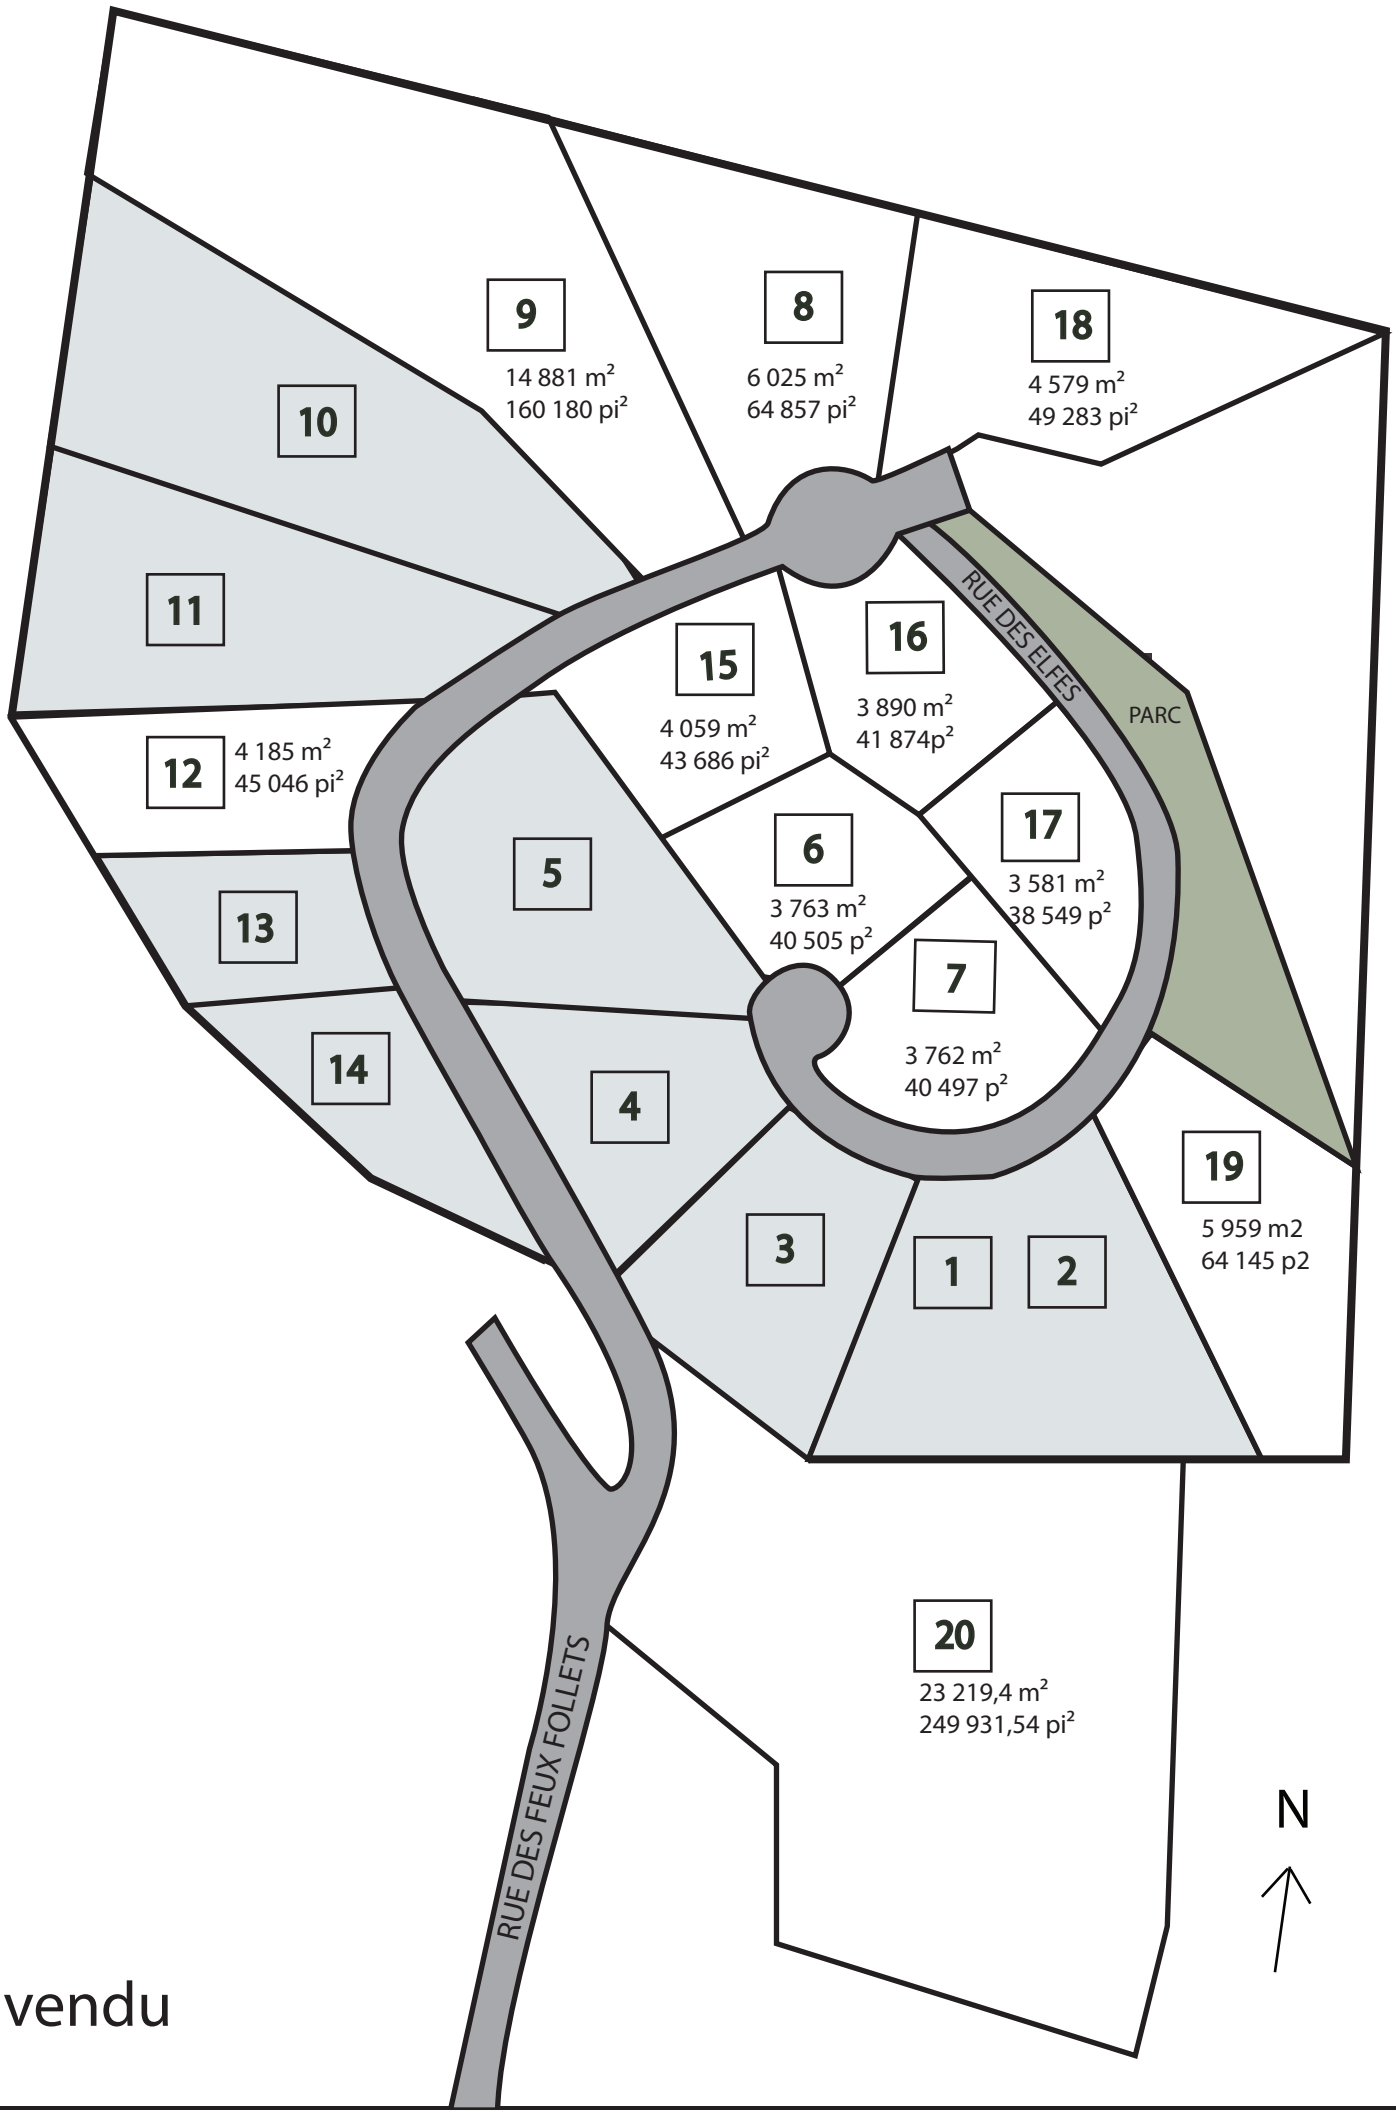 9
14 881 m²
160 180 pi²
8
6 025 m²
64 857 pi²
18
4 579 m²
49 283 pi²
10
11
15
4 059 m²
43 686 pi²
16
3 890 m²
41 874p²
RUE DES ELFES
PARC
12
4 185 m²
45 046 pi²
5
6
3 763 m²
40 505 p²
17
3 581 m²
38 549 p²
13
7
3 762 m²
40 497 p²
14
4
19
5 959 m2
64 145 p2
3
1
2
20
23 219,4 m²
249 931,54 pi²
RUE DES FEUX FOLLETS
N
vendu